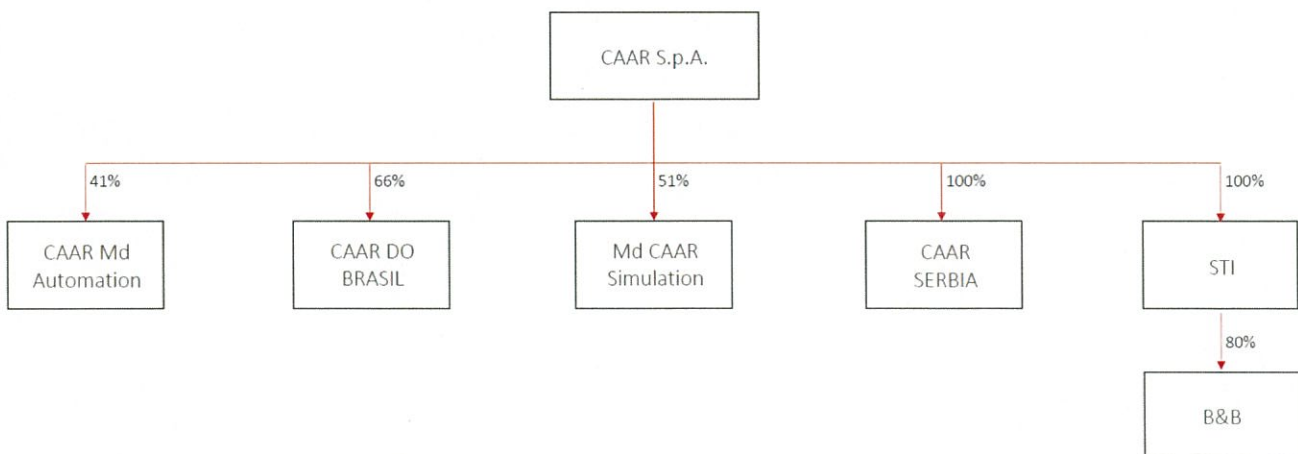 CAAR S.p.A.
41%
66%
51%
100%
100%
CAAR Md
Automation
CAAR DO
BRASIL
Md CAAR
Simulation
CAAR
SERBIA
STI
80%
B&B